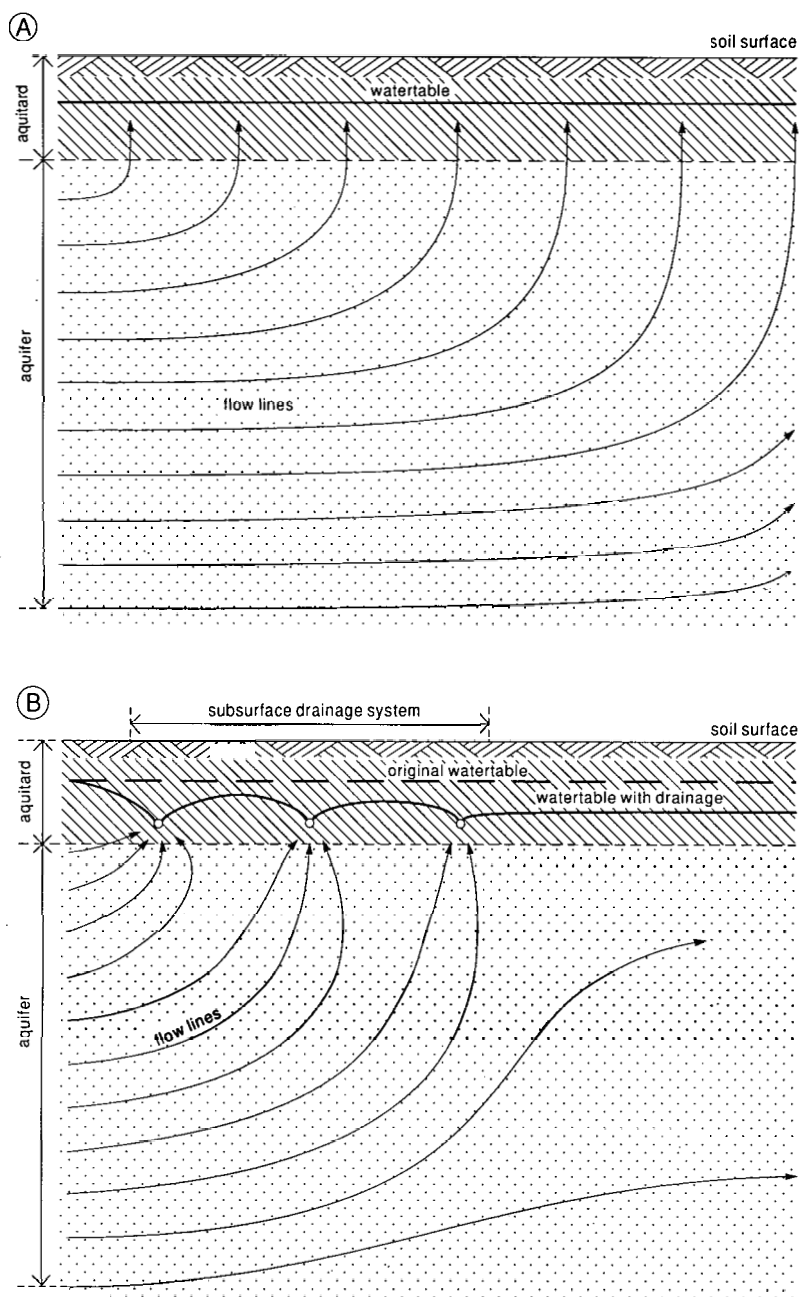 A
soil surface
watertable
aquitard
aquifer
flow lines
B
subsurface drainage system
soil surface
original watertable
watertable with drainage
aquitard
aquifer
flow lines